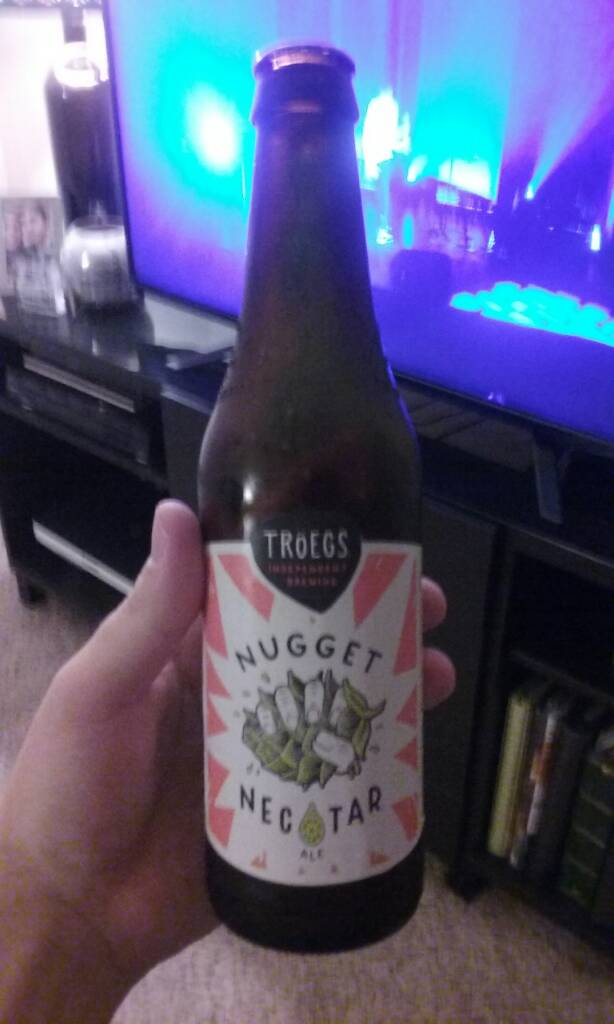 TRÖEGS
INDEPENDENT
BREWING
NUGGET
NECTAR
ALE